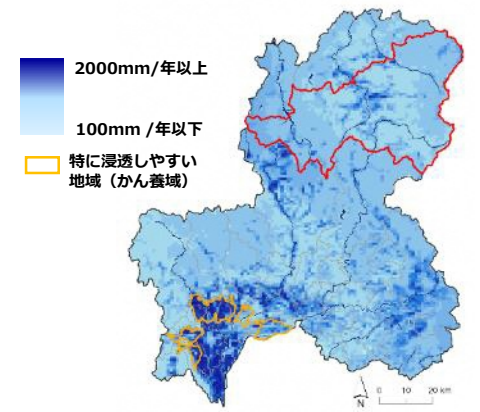 2000mm/年以上
100mm /年以下
特に浸透しやすい
地域（かん養域）
N
0 10 20 km